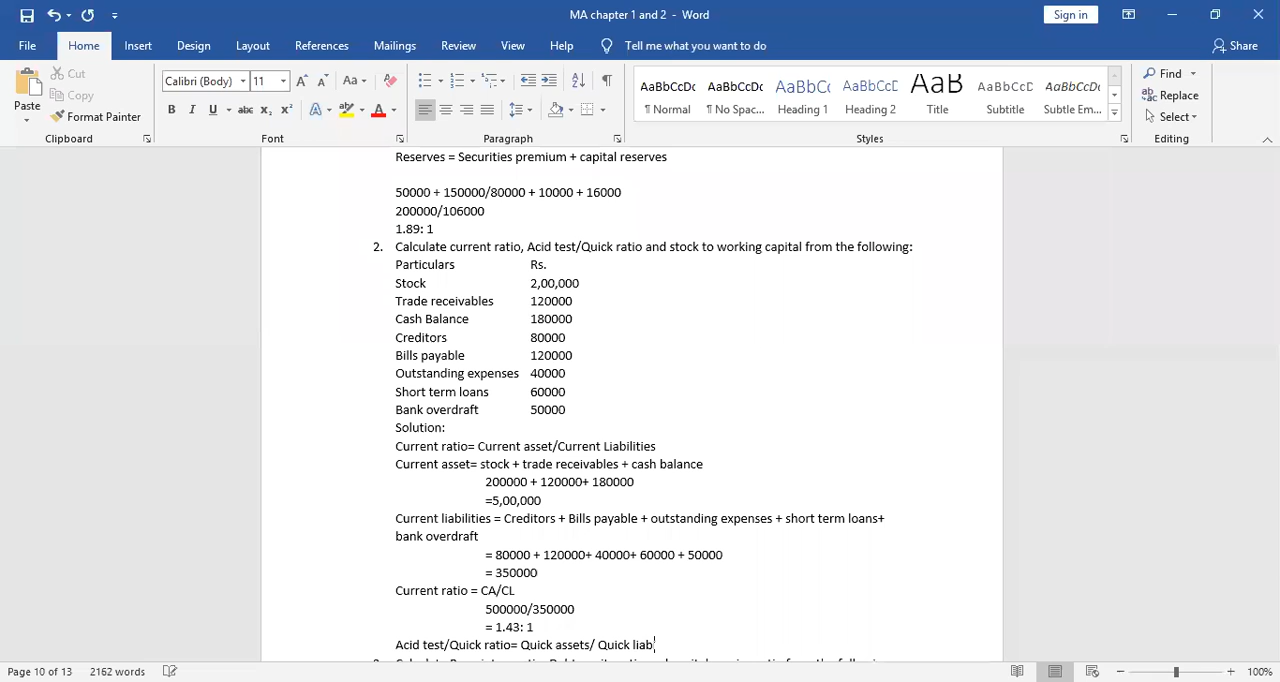 MA chapter 1 and 2 - Word
Sign in
File Home Insert Design Layout References Mailings Review View Help Tell me what you want to do Share
Paste
Cut
Copy
Format Painter
Clipboard
Calibri (Body) 11
Aa
B I U abc x₂ x² A A
Font
Paragraph
AaBbCcDc AaBbCcDc AaBbCc AaBbCcC AaB AaBbCcD AaBbCcDc
¶ Normal ¶ No Spac... Heading 1 Heading 2 Title Subtitle Subtle Em...
Styles
Find
Replace
Select
Editing
Reserves = Securities premium + capital reserves
50000 + 150000/80000 + 10000 + 16000
200000/106000
1.89: 1
2. Calculate current ratio, Acid test/Quick ratio and stock to working capital from the following:
Particulars Rs.
Stock 2,00,000
Trade receivables 120000
Cash Balance 180000
Creditors 80000
Bills payable 120000
Outstanding expenses 40000
Short term loans 60000
Bank overdraft 50000
Solution:
Current ratio= Current asset/Current Liabilities
Current asset= stock + trade receivables + cash balance
200000 + 120000+ 180000
=5,00,000
Current liabilities = Creditors + Bills payable + outstanding expenses + short term loans+
bank overdraft
= 80000 + 120000+ 40000+ 60000 + 50000
= 350000
Current ratio = CA/CL
500000/350000
= 1.43: 1
Acid test/Quick ratio= Quick assets/ Quick liab
Page 10 of 13 2162 words 100%